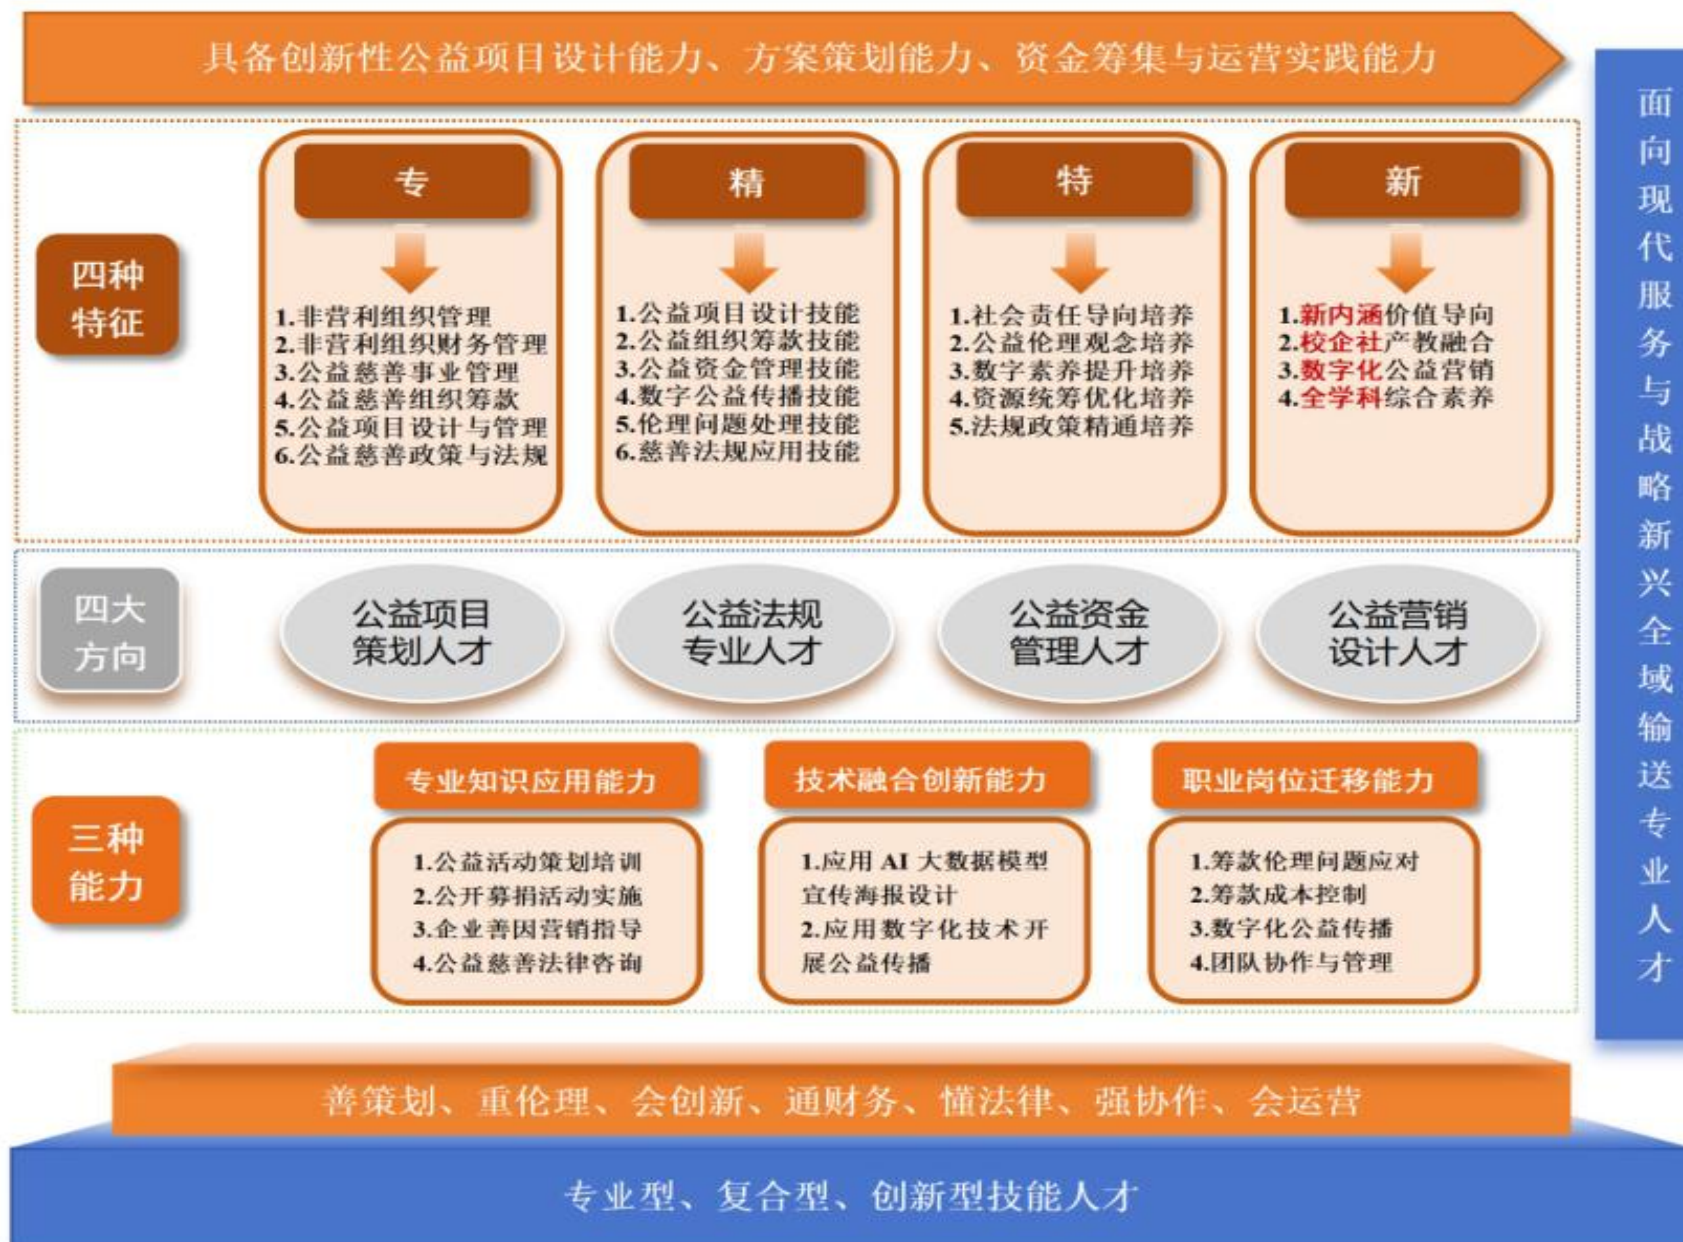 具备创新性公益项目设计能力、方案策划能力、资金筹集与运营实践能力
四种
特征
专
1.非营利组织管理
2.非营利组织财务管理
3.公益慈善事业管理
4.公益慈善组织筹款
5.公益项目设计与管理
6.公益慈善政策与法规
精
1.公益项目设计技能
2.公益组织筹款技能
3.公益资金管理技能
4.数字公益传播技能
5.伦理问题处理技能
6.慈善法规应用技能
特
1.社会责任导向培养
2.公益伦理观念培养
3.数字素养提升培养
4.资源统筹优化培养
5.法规政策精通培养
新
1.新内涵价值导向
2.校企社产教融合
3.数字化公益营销
4.全学科综合素养
四大
方向
公益项目
策划人才
公益法规
专业人才
公益资金
管理人才
公益营销
设计人才
三种
能力
专业知识应用能力
1.公益活动策划培训
2.公开募捐活动实施
3.企业善因营销指导
4.公益慈善法律咨询
技术融合创新能力
1.应用 AI 大数据模型
宣传海报设计
2.应用数字化技术开
展公益传播
职业岗位迁移能力
1.筹款伦理问题应对
2.筹款成本控制
3.数字化公益传播
4.团队协作与管理
善策划、重伦理、会创新、通财务、懂法律、强协作、会运营
专业型、复合型、创新型技能人才
面向现代服务与战略新兴全域输送专业人才